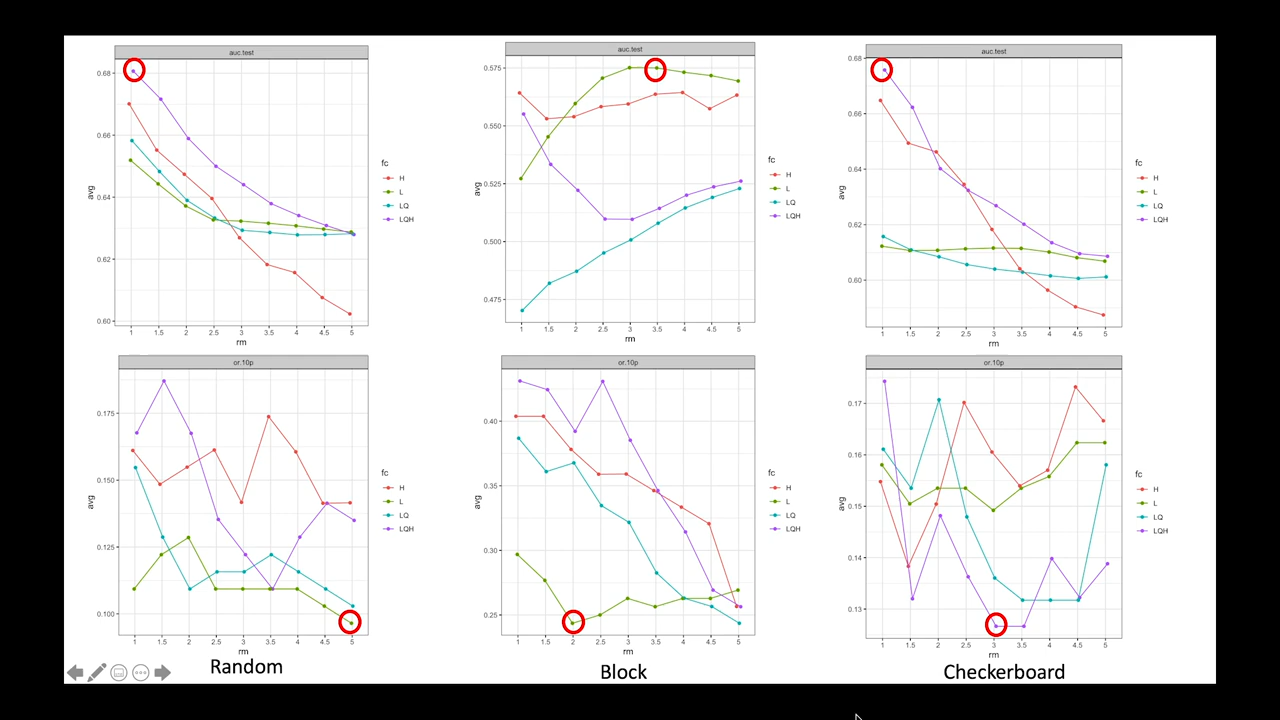 auc.test
0.68
0.66
0.64
0.62
0.60
avg
1 1.5 2 2.5 3 3.5 4 4.5 5
rm
fc
H
L
LQ
LQH
auc.test
0.575
0.550
0.525
0.500
0.475
avg
1 1.5 2 2.5 3 3.5 4 4.5 5
rm
fc
H
L
LQ
LQH
auc.test
0.68
0.66
0.64
0.62
0.60
avg
1 1.5 2 2.5 3 3.5 4 4.5 5
rm
fc
H
L
LQ
LQH
or.10p
0.175
0.150
0.125
0.100
avg
1 1.5 2 2.5 3 3.5 4 4.5 5
rm
fc
H
L
LQ
LQH
or.10p
0.40
0.35
0.30
0.25
avg
1 1.5 2 2.5 3 3.5 4 4.5 5
rm
fc
H
L
LQ
LQH
or.10p
0.17
0.16
0.15
0.14
0.13
avg
1 1.5 2 2.5 3 3.5 4 4.5 5
rm
fc
H
L
LQ
LQH
Random
Block
Checkerboard